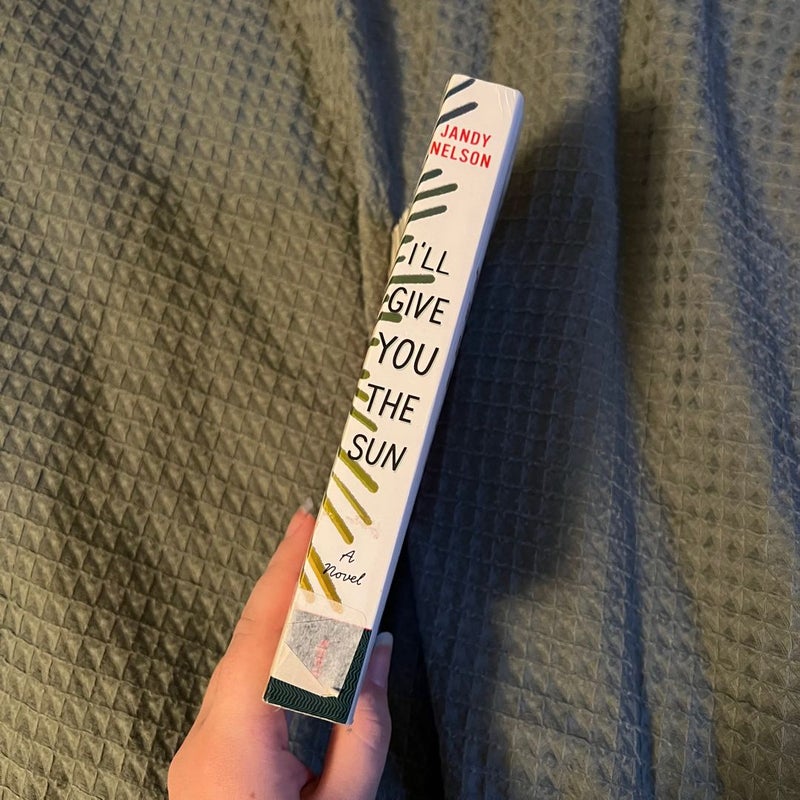 JANDY
NELSON
I'LL
GIVE
YOU
THE
SUN
A
Novel